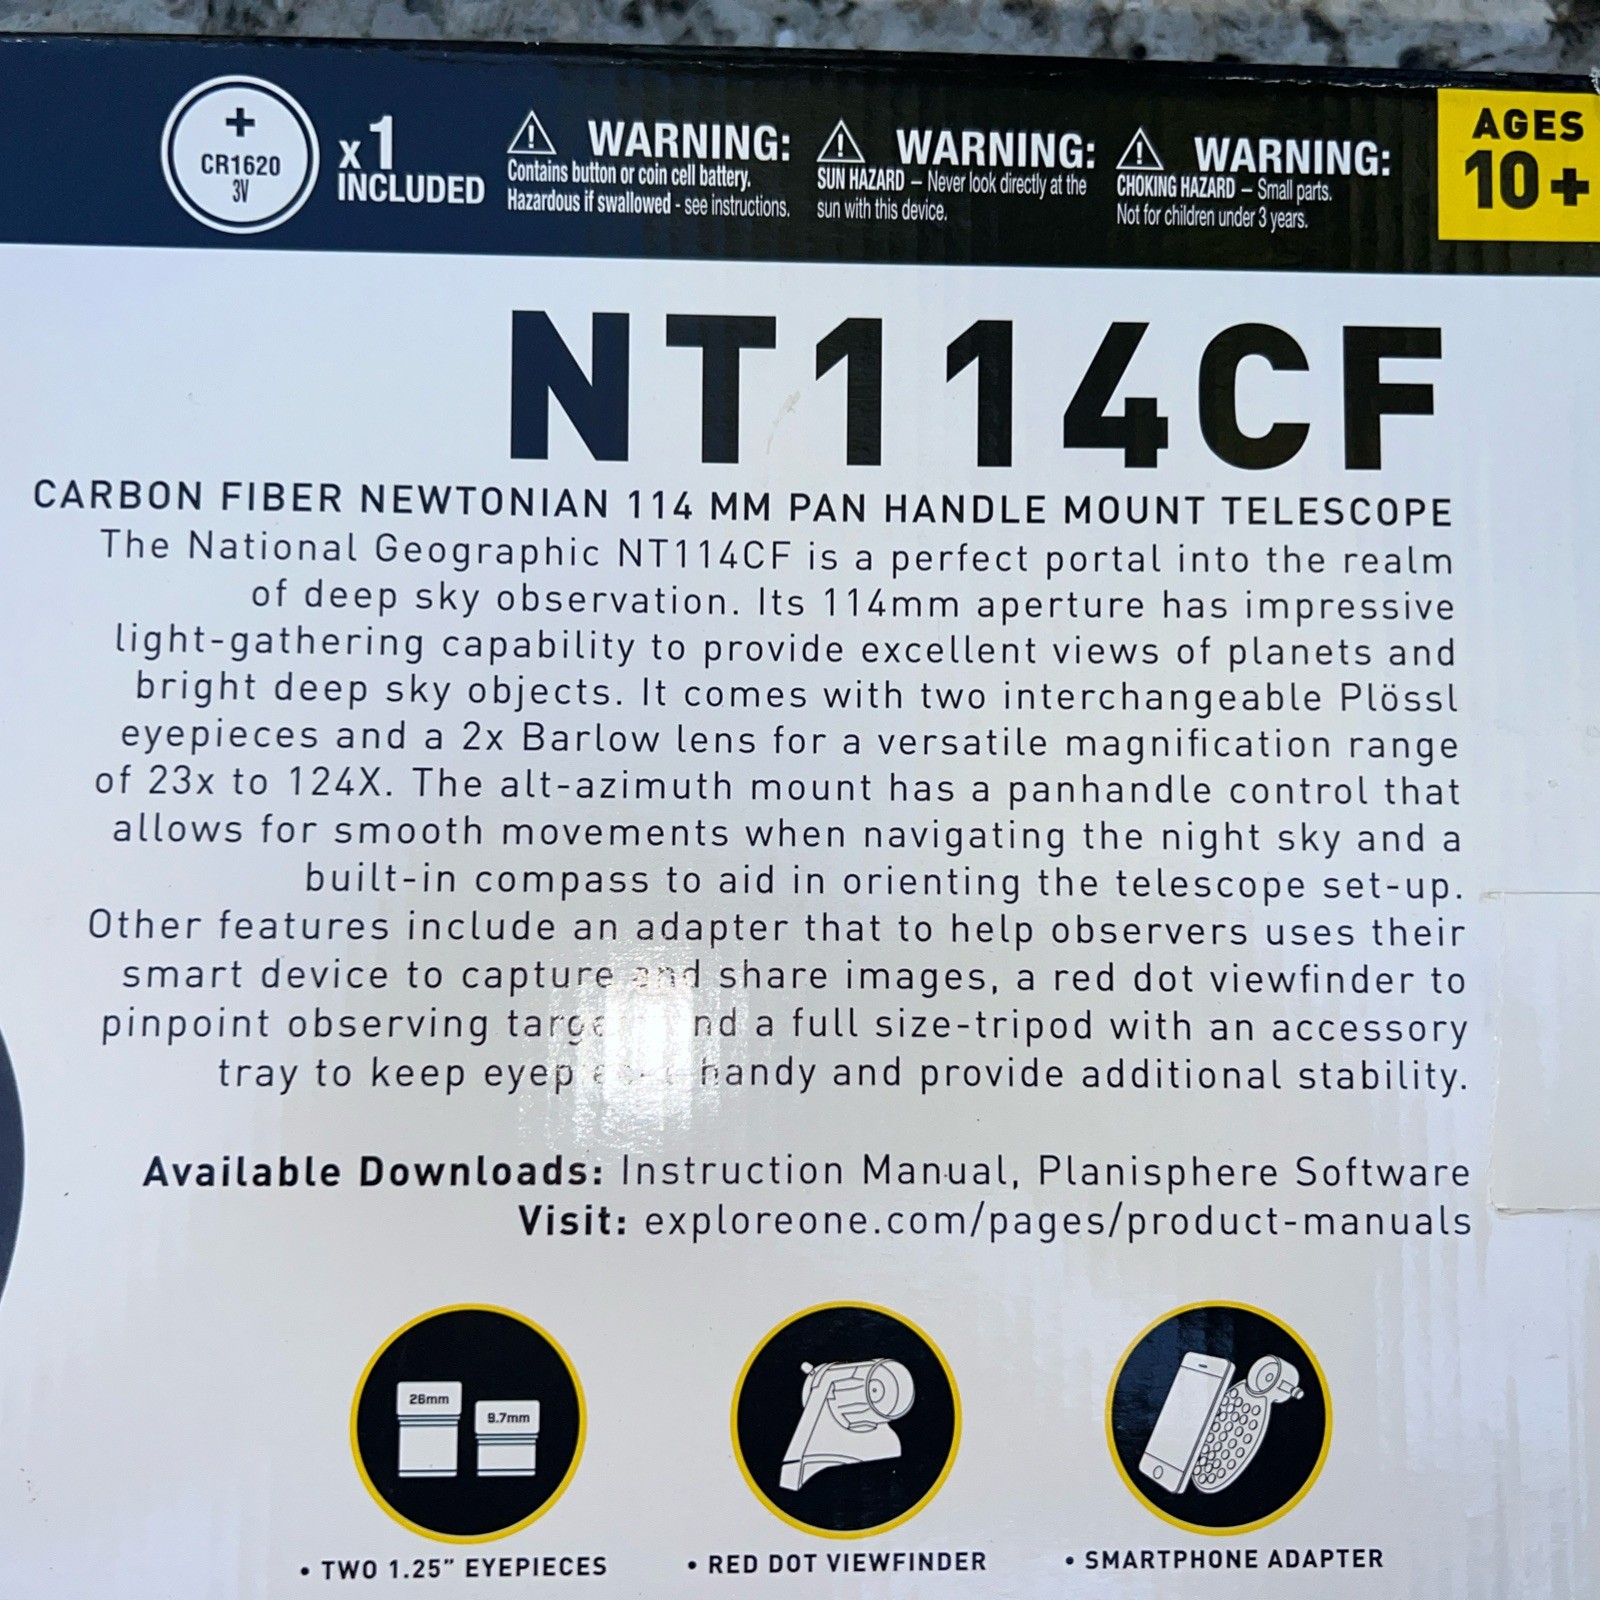 +
CR1620
3V
x1
INCLUDED
WARNING:
Contains button or coin cell battery.
Hazardous if swallowed - see instructions.
WARNING:
SUN HAZARD – Never look directly at the
sun with this device.
WARNING:
CHOKING HAZARD – Small parts.
Not for children under 3 years.
AGES
10+
NT114CF
CARBON FIBER NEWTONIAN 114 MM PAN HANDLE MOUNT TELESCOPE
The National Geographic NT114CF is a perfect portal into the realm
of deep sky observation. Its 114mm aperture has impressive
light-gathering capability to provide excellent views of planets and
bright deep sky objects. It comes with two interchangeable Plössl
eyepieces and a 2x Barlow lens for a versatile magnification range
of 23x to 124X. The alt-azimuth mount has a panhandle control that
allows for smooth movements when navigating the night sky and a
built-in compass to aid in orienting the telescope set-up.
Other features include an adapter that to help observers uses their
smart device to capture and share images, a red dot viewfinder to
pinpoint observing a full size-tripod with an accessory
tray to keep handy and provide additional stability.
Available Downloads: Instruction Manual, Planisphere Software
Visit: exploreone.com/pages/product-manuals
26mm
9.7mm
• TWO 1.25” EYEPIECES
• RED DOT VIEWFINDER
• SMARTPHONE ADAPTER